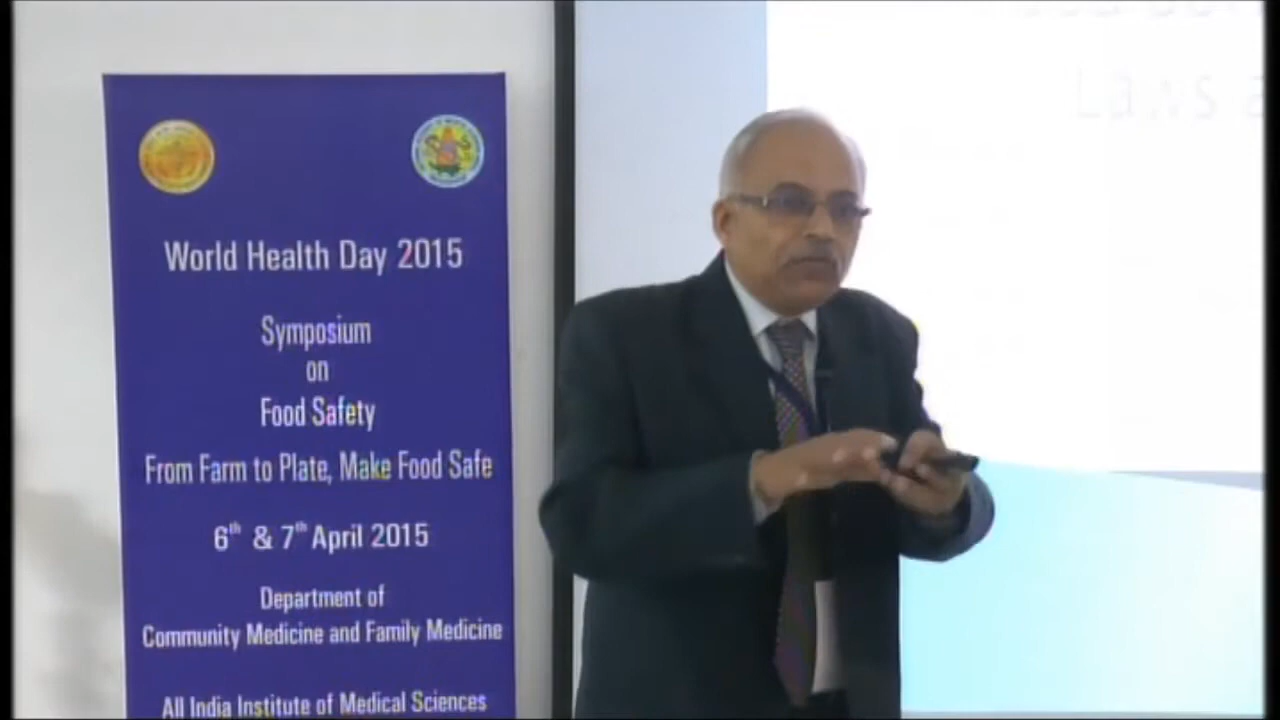 World Health Day 2015
Symposium
on
Food Safety
From Farm to Plate, Make Food Safe
6th & 7th April 2015
Department of
Community Medicine and Family Medicine
All India Institute of Medical Sciences
Laws a